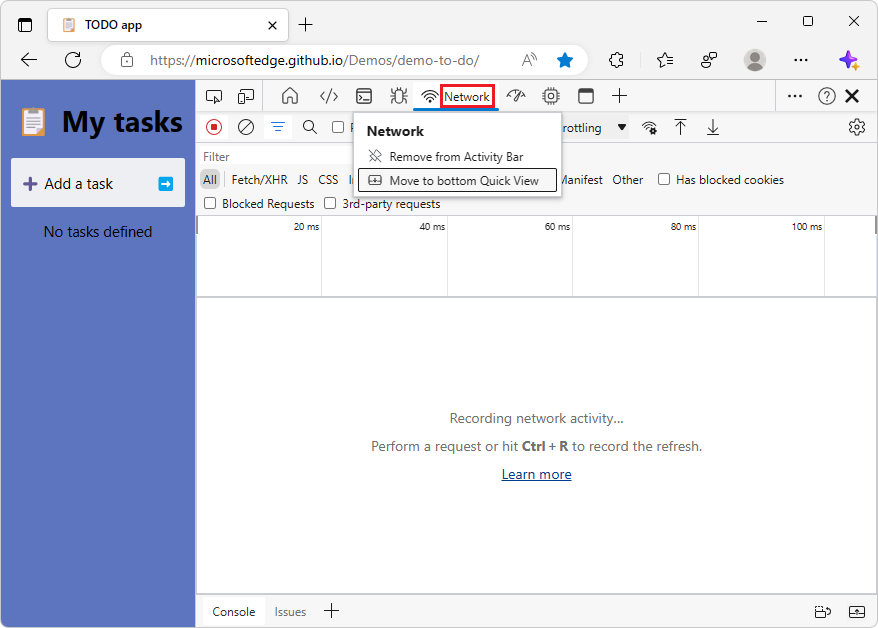 TODO app
https://microsoftedge.github.io/Demos/demo-to-do/
My tasks
Add a task
No tasks defined
Network
Network
Remove from Activity Bar
Move to bottom Quick View
Filter
All Fetch/XHR JS CSS Manifest Other Has blocked cookies
Blocked Requests 3rd-party requests
20 ms 40 ms 60 ms 80 ms 100 ms
Recording network activity...
Perform a request or hit Ctrl + R to record the refresh.
Learn more
Console Issues